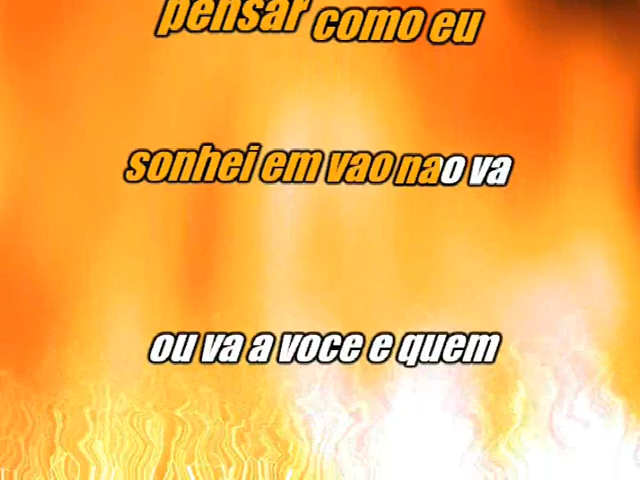 pensar como eu
sonhei em vao nao va
ou va a voce e quem